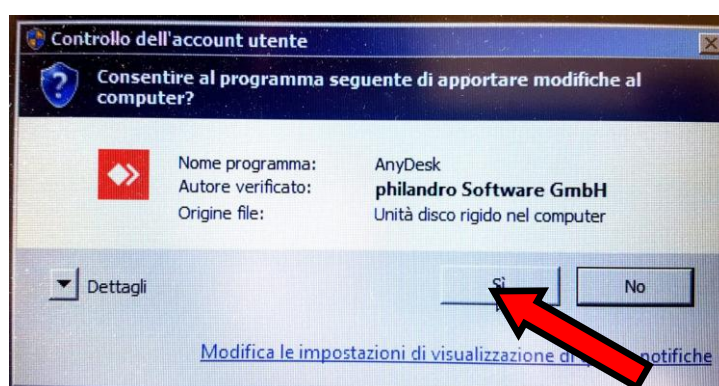 Controllo dell'account utente
Consentire al programma seguente di apportare modifiche al
computer?
Nome programma: AnyDesk
Autore verificato: philandro Software GmbH
Origine file: Unità disco rigido nel computer
Dettagli
Sì
No
Modifica le impostazioni di visualizzazione di notifiche